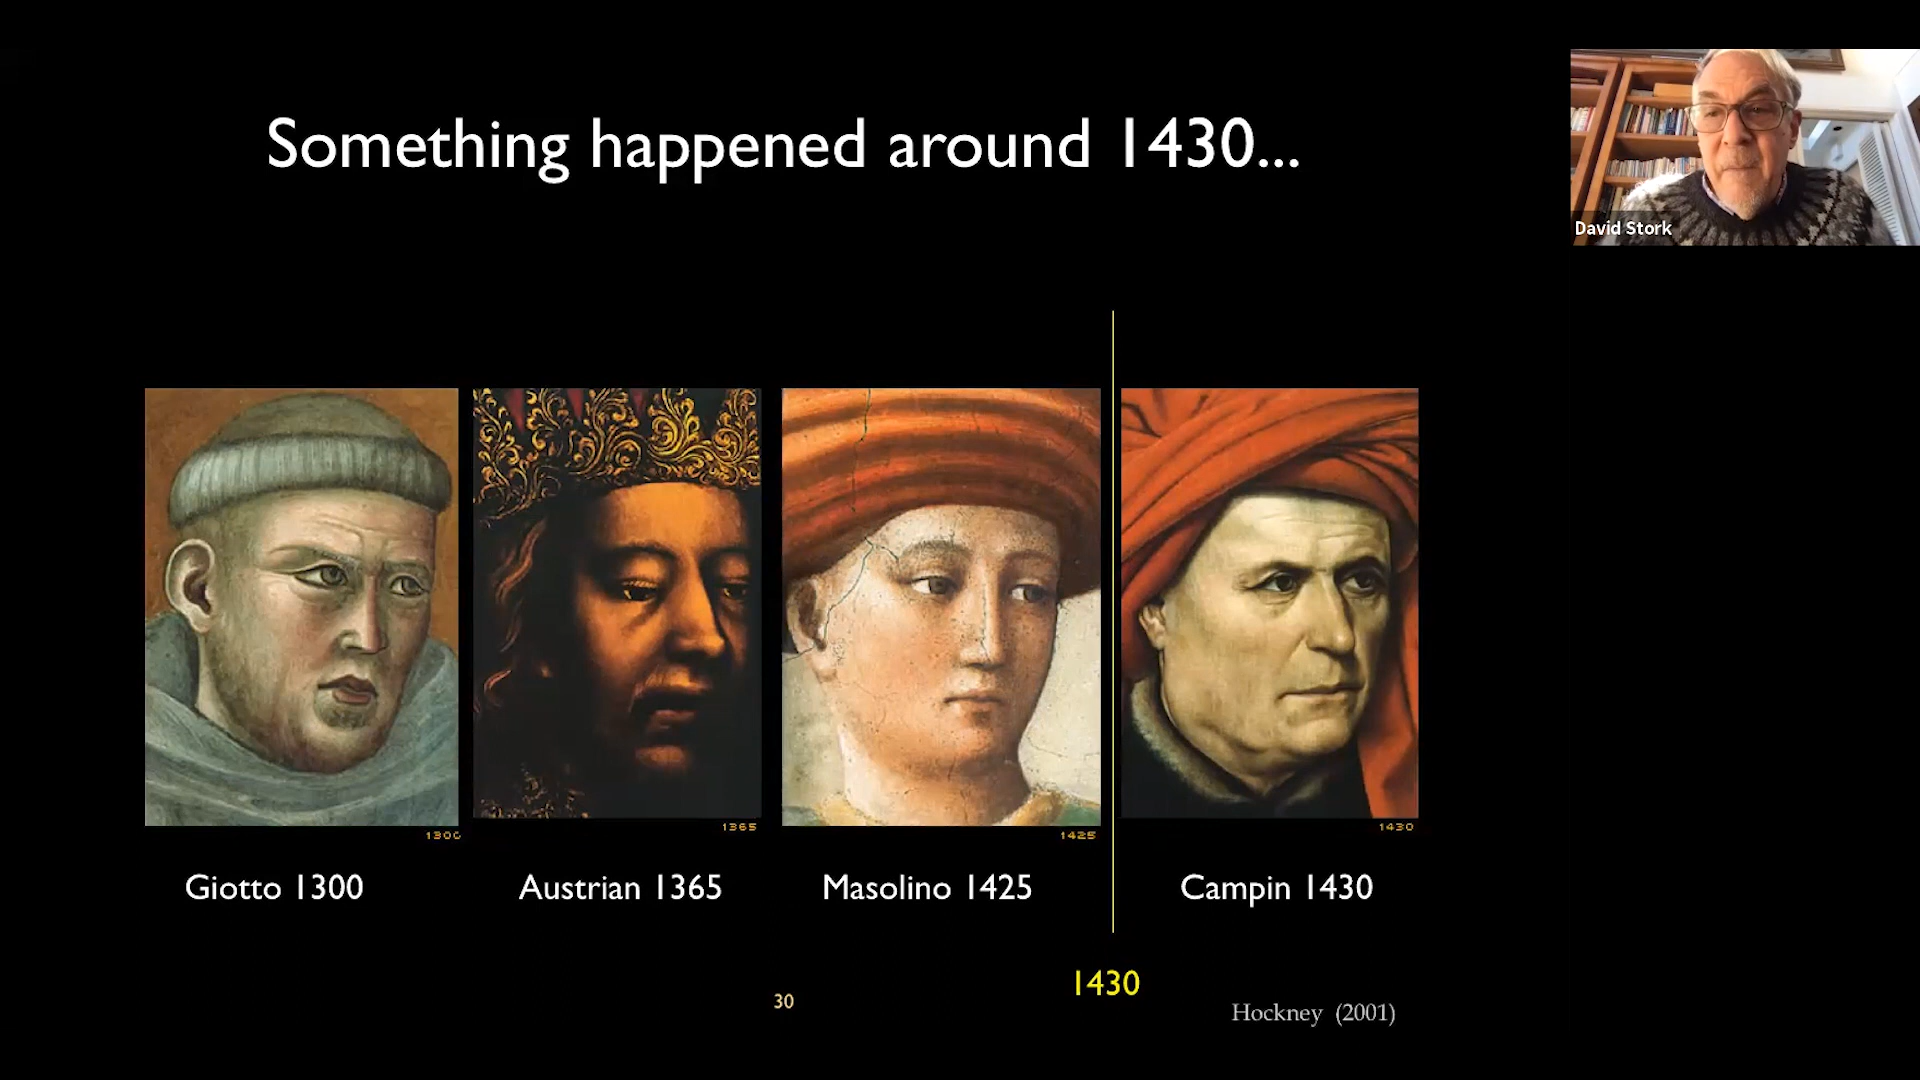 Something happened around 1430...
David Stork
1300
1365
1425
1430
Giotto 1300
Austrian 1365
Masolino 1425
Campin 1430
1430
30
Hockney (2001)